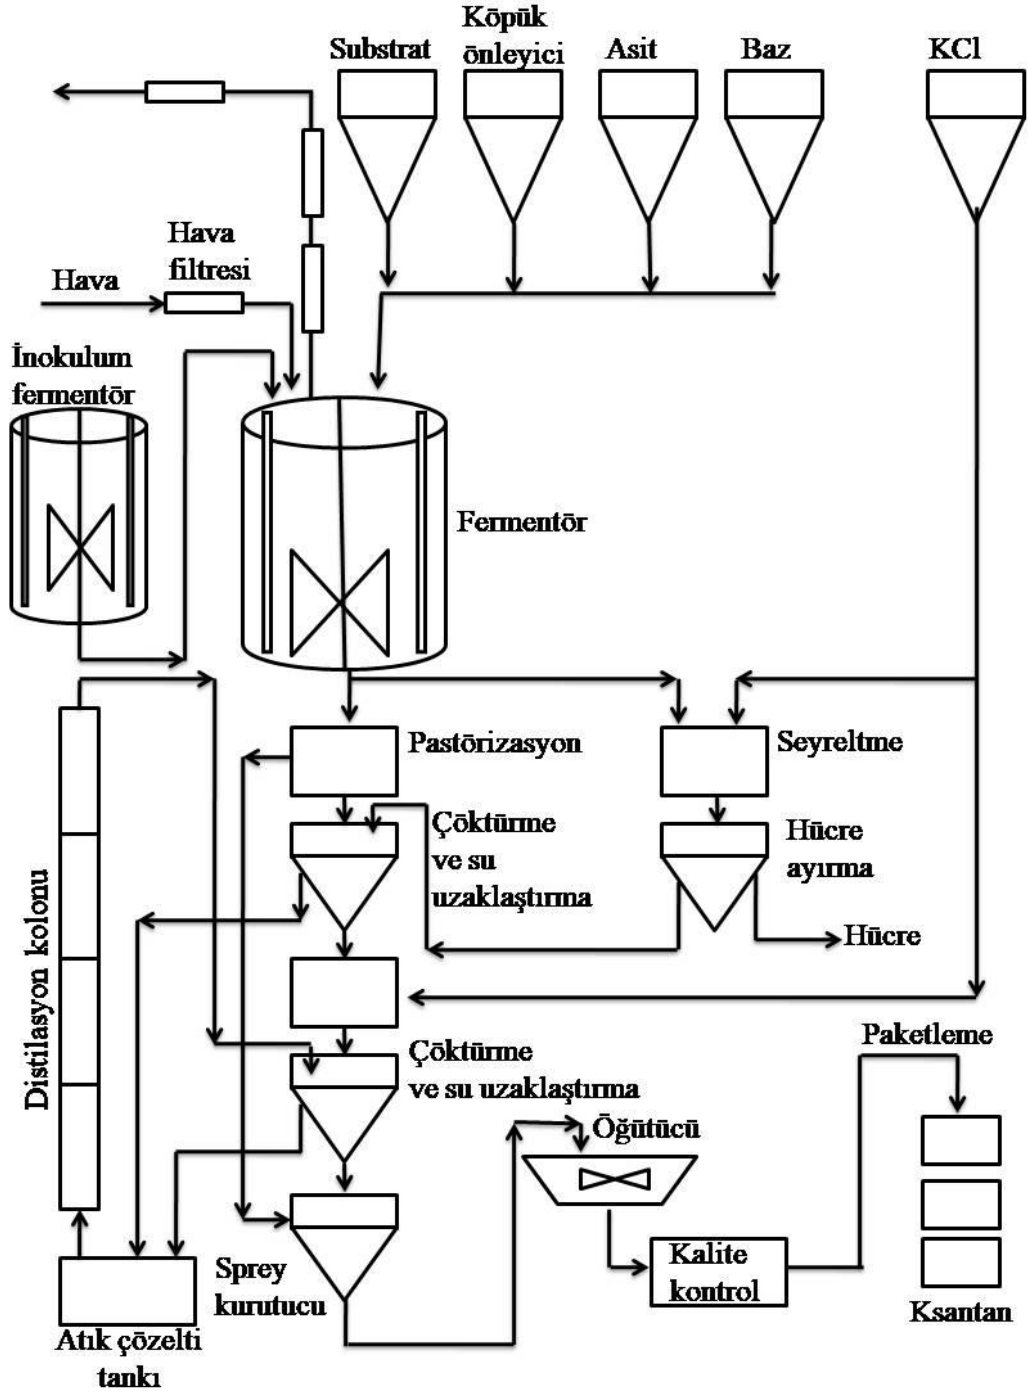 Köpük
önleyici
Substrat
Asit
Baz
KCl
Hava
filtresi
Hava
İnokulum
fermentör
Fermentör
Pastörizasyon
Seyreltme
Çöktürme
ve su
uzaklaştırma
Hücre
ayırma
Hücre
Distilasyon kolonu
Çöktürme
ve su uzaklaştırma
Paketleme
Öğütücü
Kalite
kontrol
Sprey
kurutucu
Ksantan
Atık çözelti
tankı